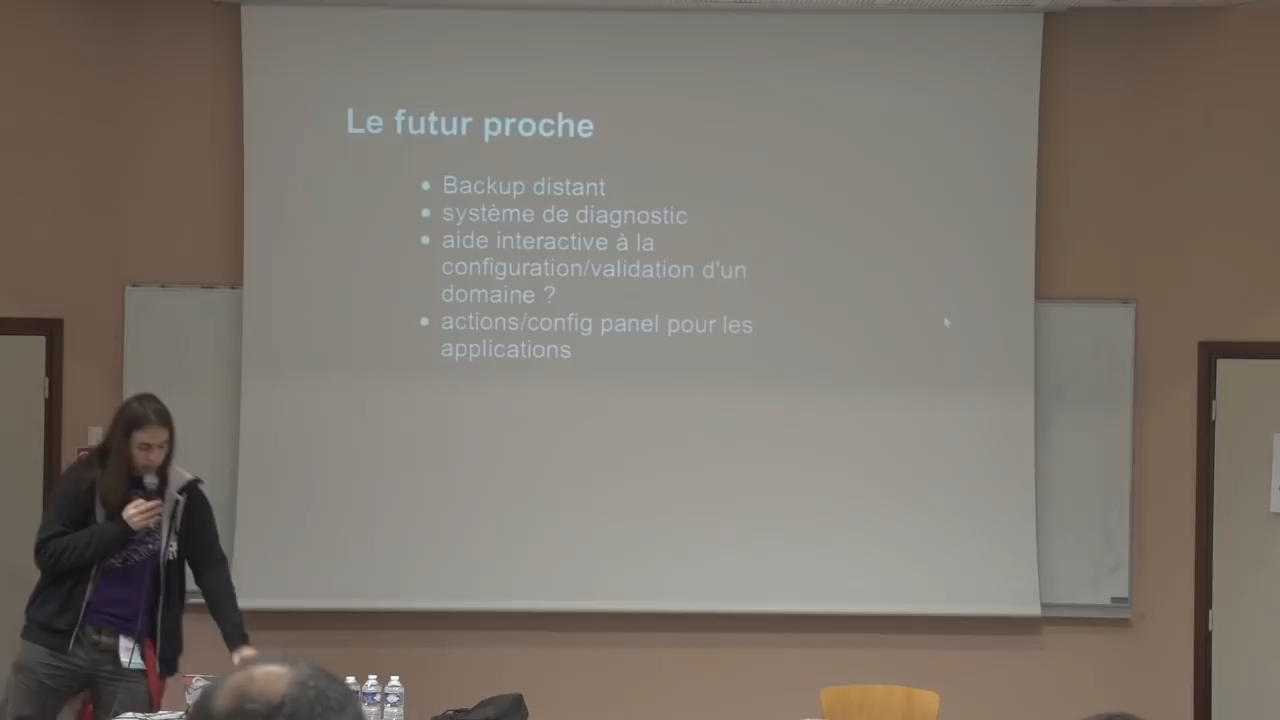 Le futur proche
• Backup distant
• système de diagnostic
• aide interactive à la
configuration/validation d'un
domaine ?
• actions/config panel pour les
applications